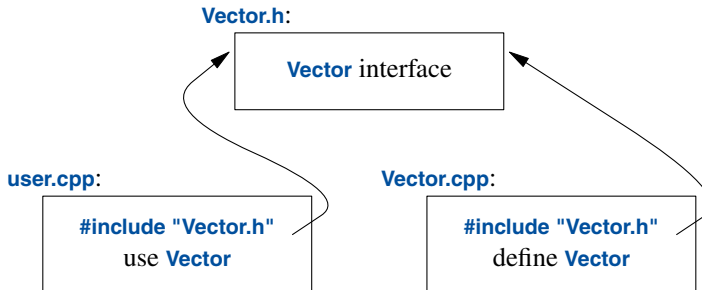 Vector.h:
Vector interface
user.cpp:
Vector.cpp:
#include "Vector.h"
use Vector
#include "Vector.h"
define Vector